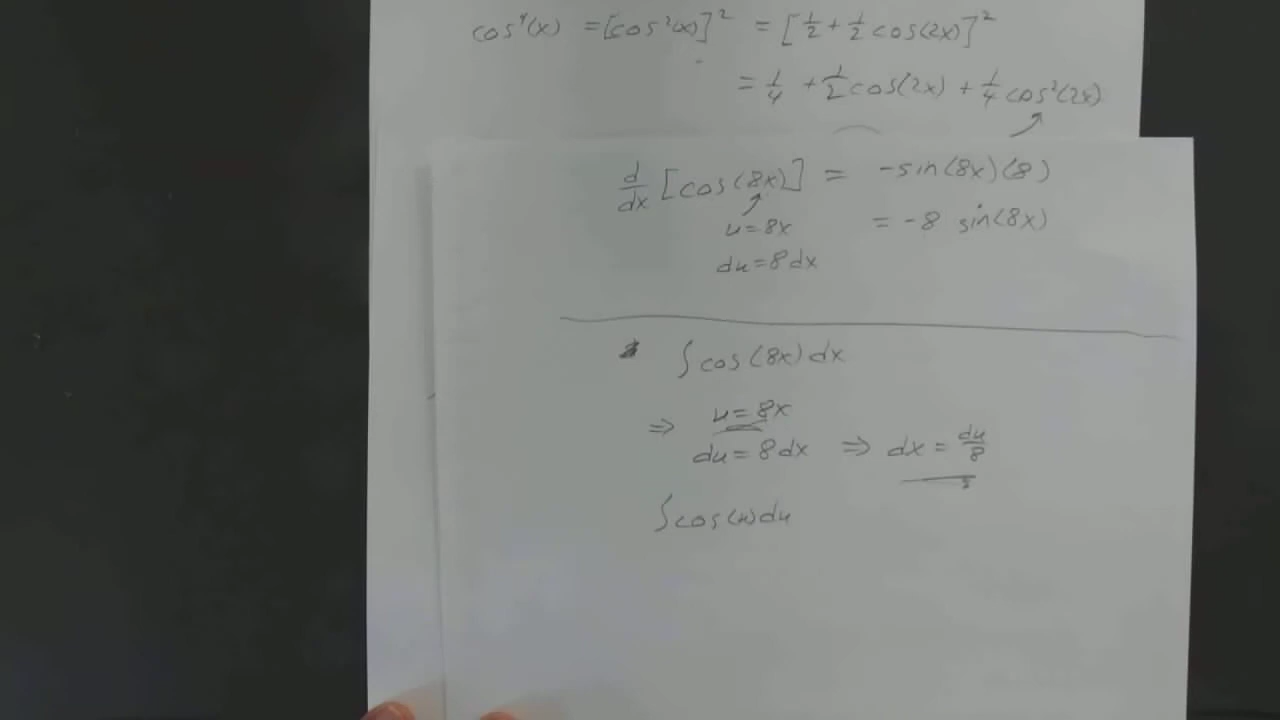 cos⁴(x) = [cos²(x)]² = [1/2 + 1/2 cos(2x)]²
= 1/4 + 1/2 cos(2x) + 1/4 cos²(2x)
d/dx [cos(8x)] = -sin(8x)(8)
u=8x = -8 sin(8x)
du=8dx
∫cos(8x)dx
⇒ u=8x
du=8dx ⇒ dx = du/8
∫cos(u)du